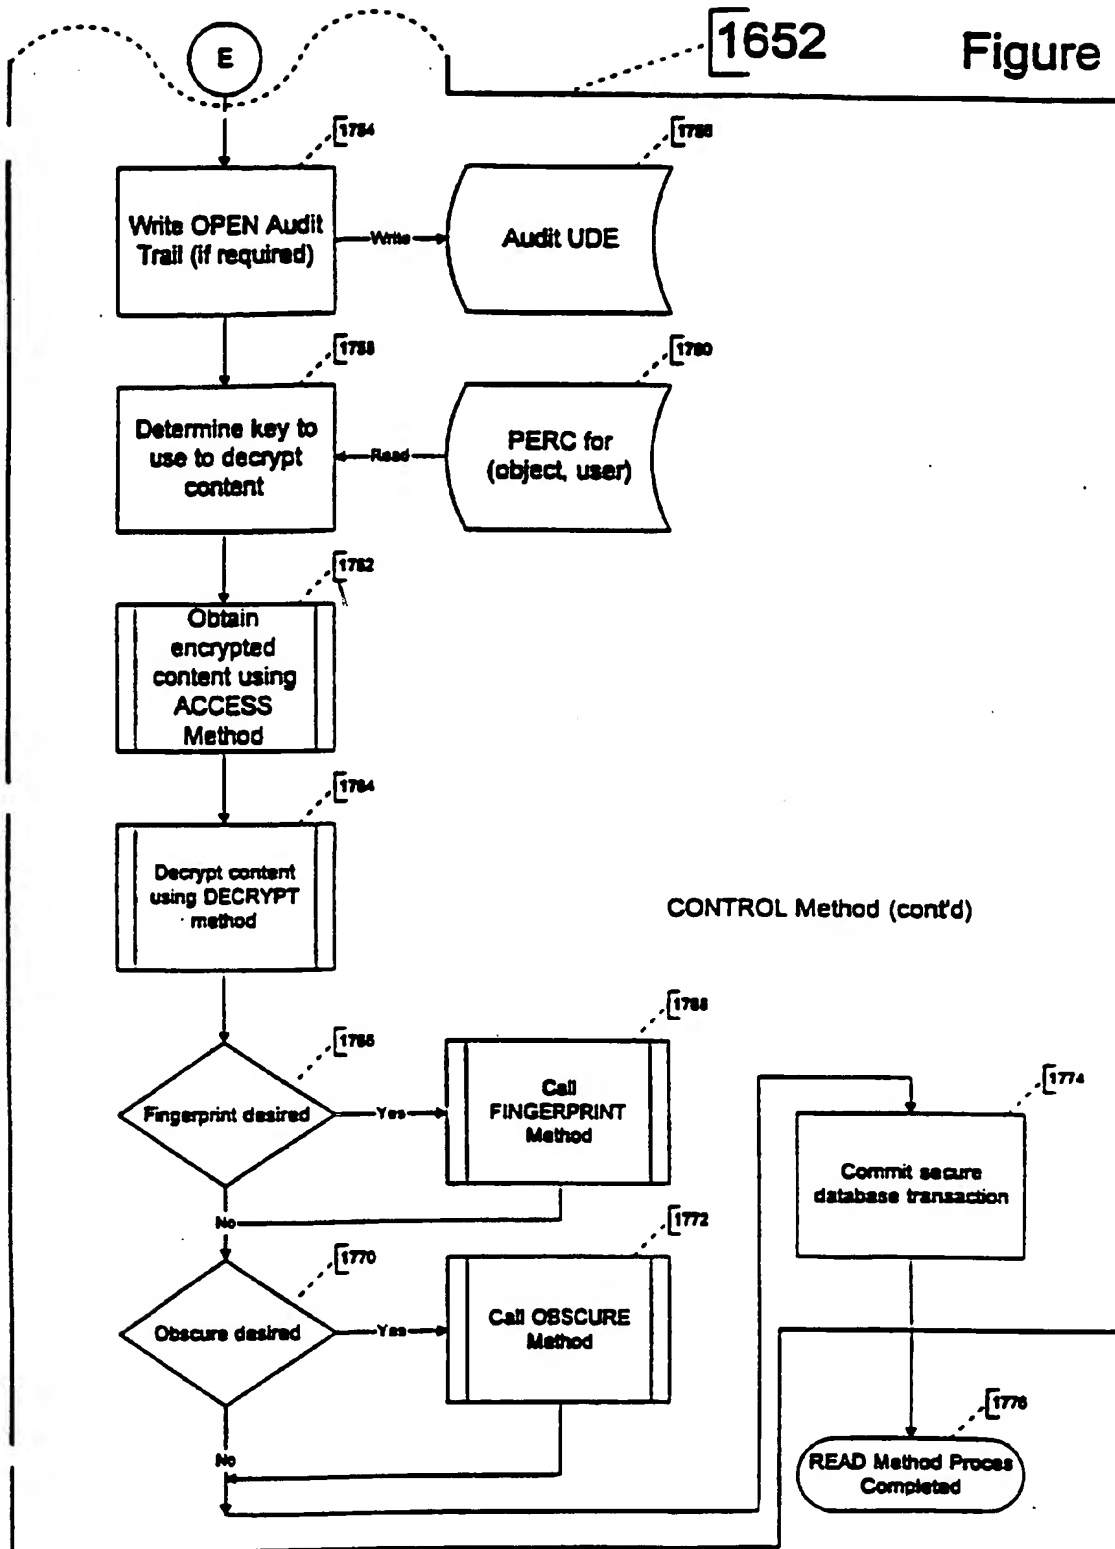 E
1652
Figure
1754
1756
Write OPEN Audit
Trail (if required)
Write
Audit UDE
1758
1760
Determine key to
use to decrypt
content
Read
PERC for
(object, user)
1762
Obtain
encrypted
content using
ACCESS
Method
1764
Decrypt content
using DECRYPT
method
CONTROL Method (cont'd)
1765
1768
Fingerprint desired
Yes
Call
FINGERPRINT
Method
1774
Commit secure
database transaction
No
1770
1772
Obscure desired
Yes
Call OBSCURE
Method
No
1776
READ Method Proces
Completed